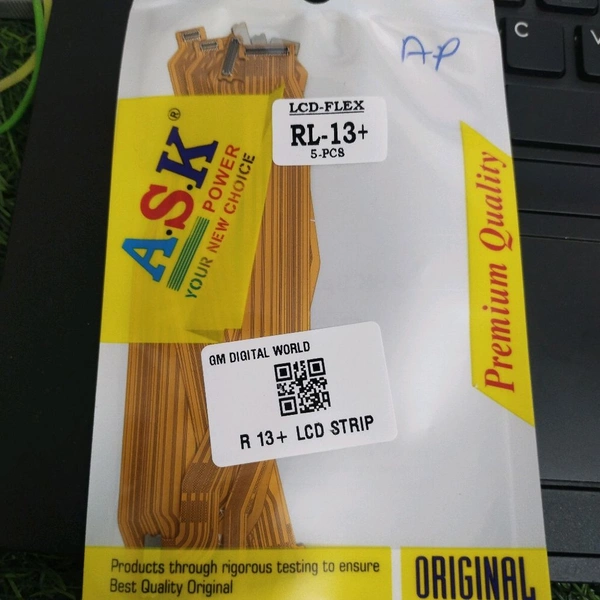 AP
C
V
LCD-FLEX
RL-13+
5-PCS
A.S.K®
POWER
YOUR NEW CHOICE
Premium Quality
GM DIGITAL WORLD
R 13+ LCD STRIP
Products through rigorous testing to ensure
Best Quality Original
ORIGINAL